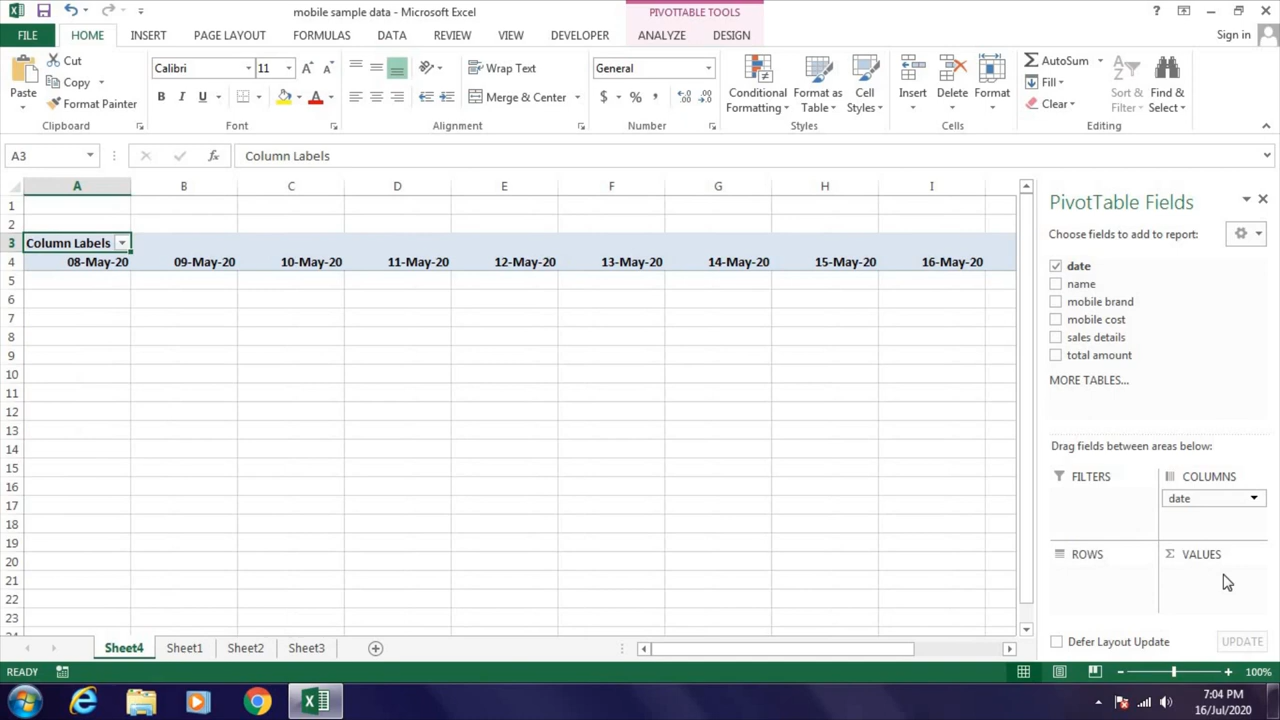 mobile sample data - Microsoft Excel
PIVOTTABLE TOOLS
?
FILE HOME INSERT PAGE LAYOUT FORMULAS DATA REVIEW VIEW DEVELOPER ANALYZE DESIGN Sign in
Paste
Cut
Copy
Format Painter
Clipboard
Calibri 11
B I U
Font
Wrap Text
Merge & Center
Alignment
General
$ % ,
Number
Conditional Formatting
Format as Table
Cell Styles
Styles
Insert
Delete
Format
Cells
AutoSum
Fill
Clear
Sort & Filter
Find & Select
Editing
A3 fx Column Labels
A B C D E F G H I
1
2
3 Column Labels
4 08-May-20 09-May-20 10-May-20 11-May-20 12-May-20 13-May-20 14-May-20 15-May-20 16-May-20
5
6
7
8
9
10
11
12
13
14
15
16
17
18
19
20
21
22
23
PivotTable Fields
Choose fields to add to report:
date
name
mobile brand
mobile cost
sales details
total amount
MORE TABLES...
Drag fields between areas below:
FILTERS COLUMNS
date
ROWS Σ VALUES
Defer Layout Update UPDATE
Sheet4 Sheet1 Sheet2 Sheet3
READY 100%
7:04 PM
16/Jul/2020